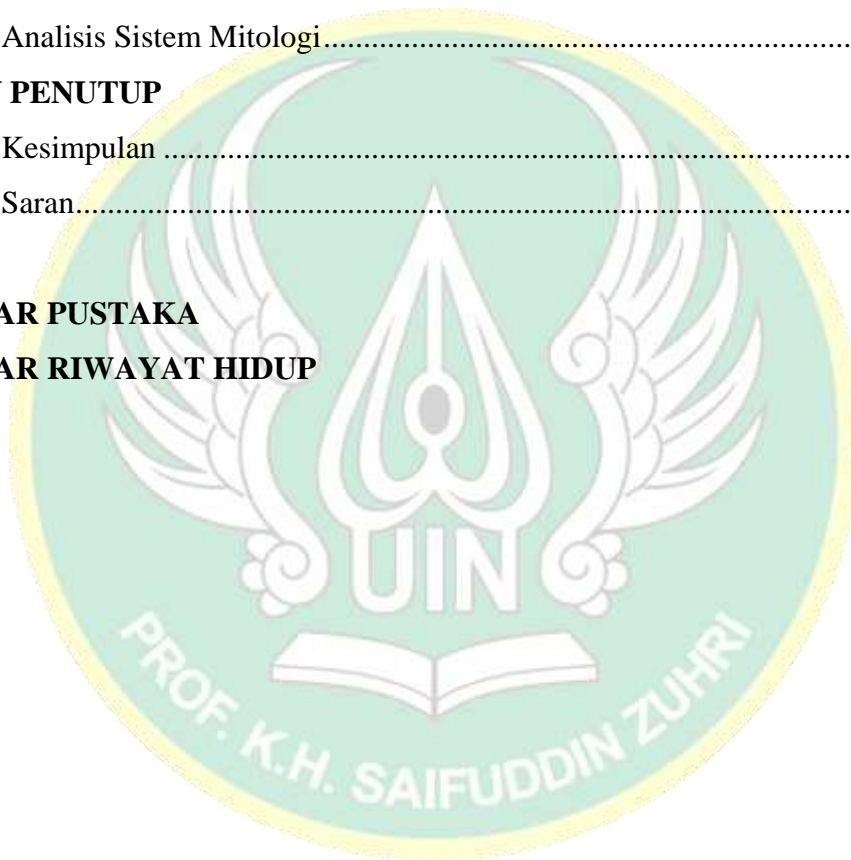 Analisis Sistem Mitologi..........................................................................
PENUTUP
Kesimpulan ..........................................................................................
Saran.....................................................................................................
AR PUSTAKA
AR RIWAYAT HIDUP
UIN
PROF. K.H. SAIFUDDIN ZUHRI